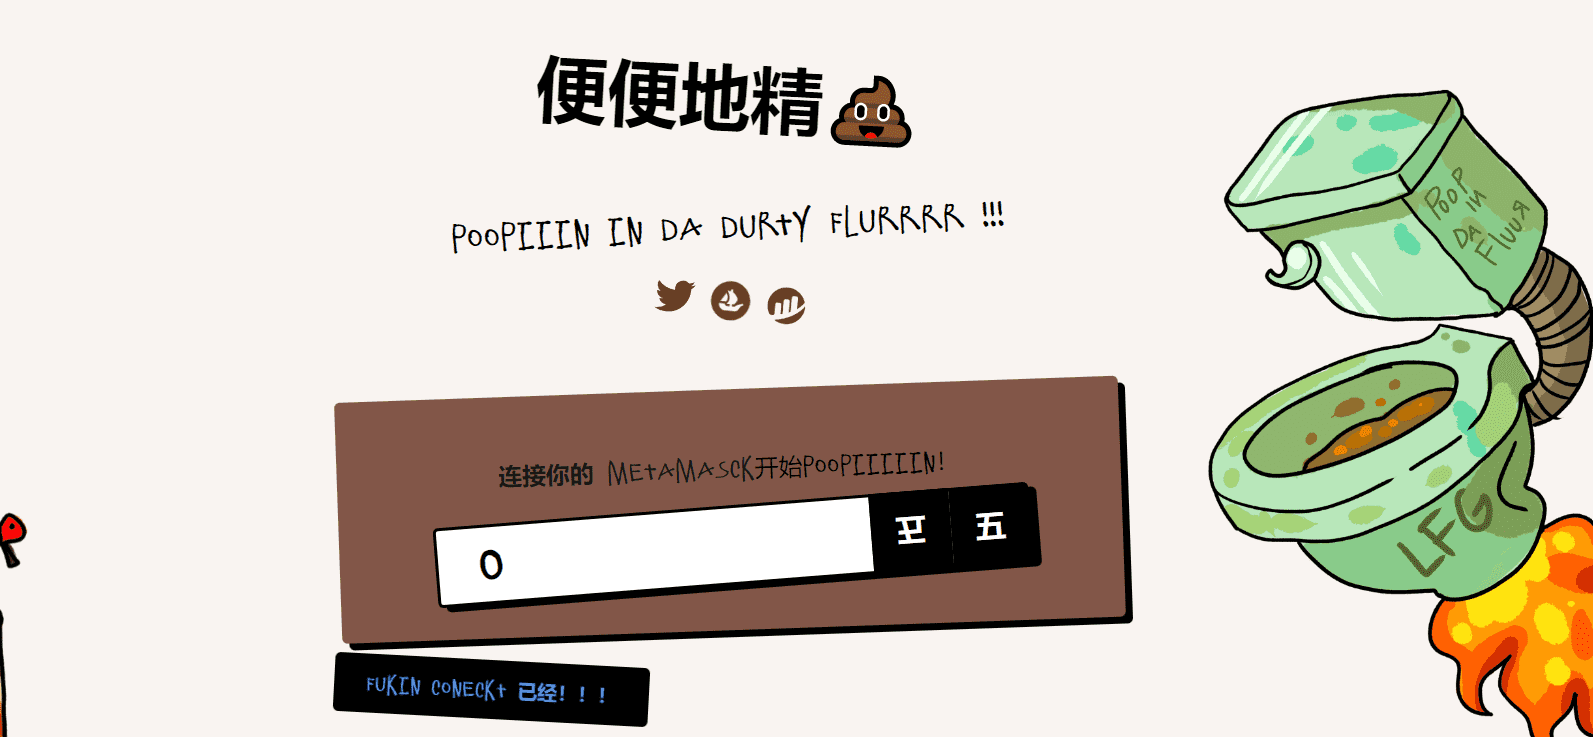 便便地精
POOPIIIN IN DA DURtY FLURRRR !!!
连接你的 MEtAMASCK开始POOPIIIIIN!
0 丑 五
FUKIN CONECKt 已经！！！
POOP
IN
DA
FLUUR
LFG